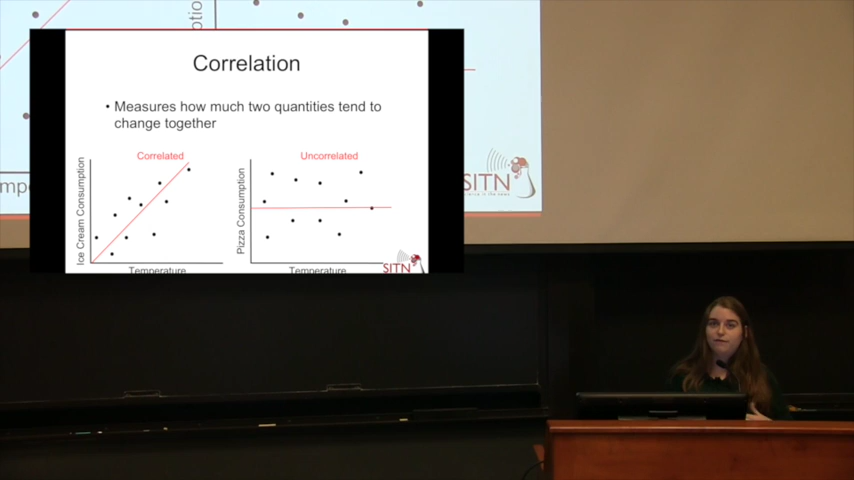 Correlation
• Measures how much two quantities tend to
change together
Correlated
Uncorrelated
Ice Cream Consumption
Temperature
Pizza Consumption
Temperature
SITN
SITN